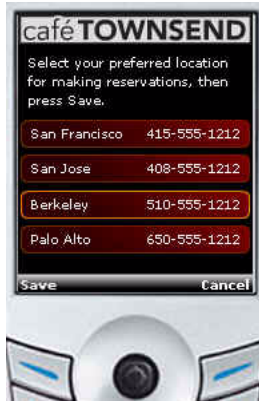 café TOWNSEND
Select your preferred location
for making reservations, then
press Save.
San Francisco 415-555-1212
San Jose 408-555-1212
Berkeley 510-555-1212
Palo Alto 650-555-1212
Save Cancel